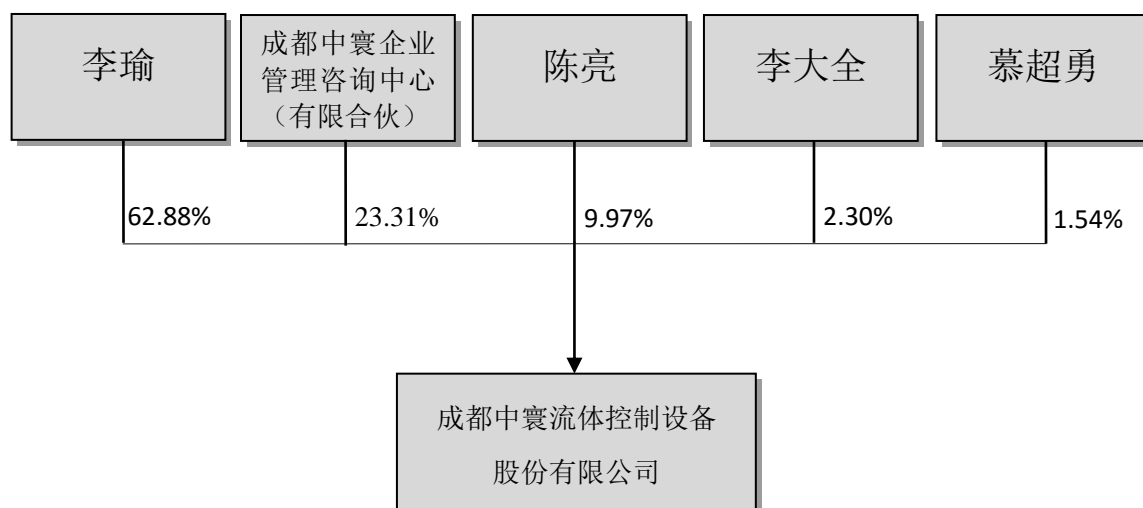 李瑜
成都中寰企业
管理咨询中心
（有限合伙）
陈亮
李大全
慕超勇
62.88%
23.31%
9.97%
2.30%
1.54%
成都中寰流体控制设备
股份有限公司